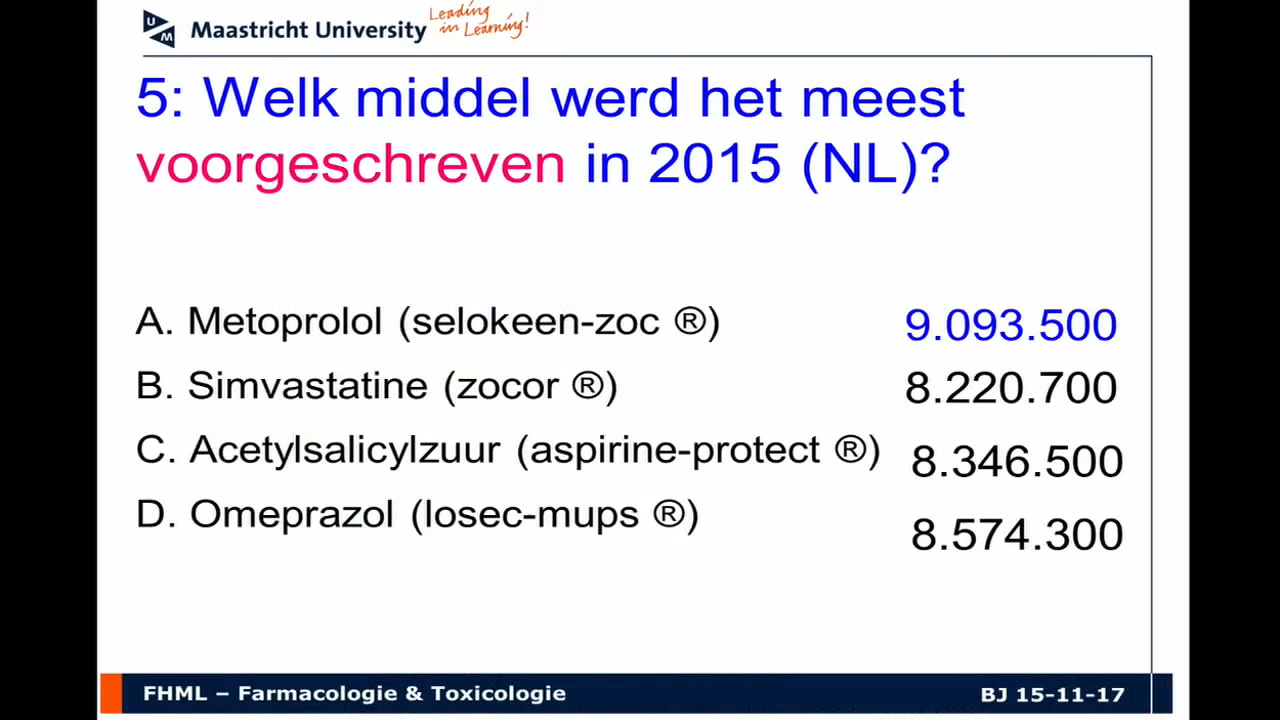 UM Maastricht University Leading in Learning!
5: Welk middel werd het meest
voorgeschreven in 2015 (NL)?
A. Metoprolol (selokeen-zoc ®) 9.093.500
B. Simvastatine (zocor ®) 8.220.700
C. Acetylsalicylzuur (aspirine-protect ®) 8.346.500
D. Omeprazol (losec-mups ®) 8.574.300
FHML – Farmacologie & Toxicologie BJ 15-11-17